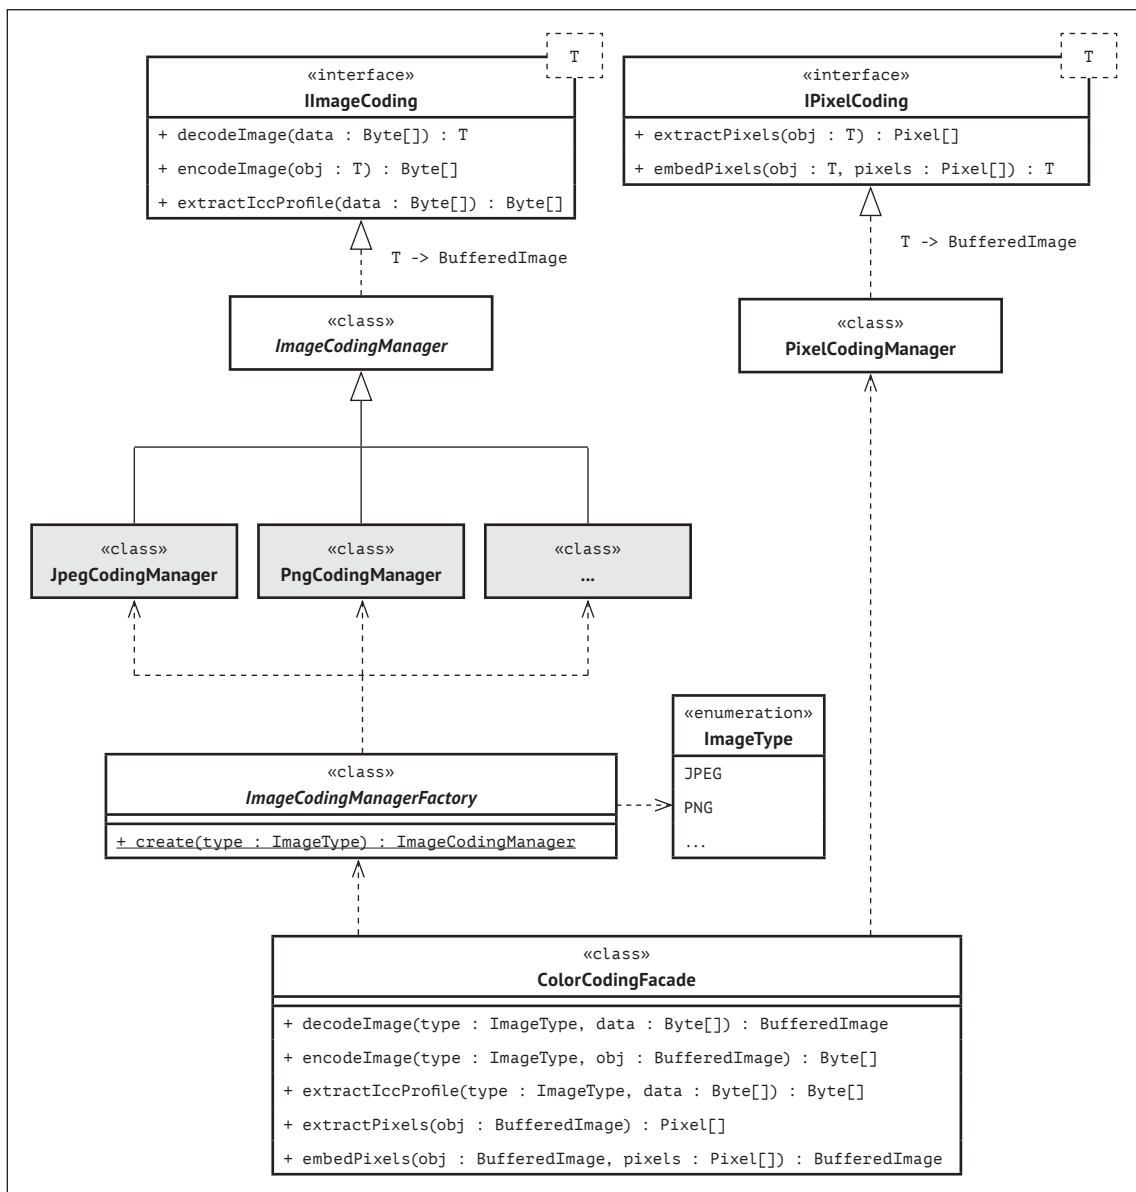 T
«interface»
IImageCoding
+ decodeImage(data : Byte[]) : T
+ encodeImage(obj : T) : Byte[]
+ extractIccProfile(data : Byte[]) : Byte[]
T
«interface»
IPixelCoding
+ extractPixels(obj : T) : Pixel[]
+ embedPixels(obj : T, pixels : Pixel[]) : T
T -> BufferedImage
T -> BufferedImage
«class»
ImageCodingManager
«class»
PixelCodingManager
«class»
JpegCodingManager
«class»
PngCodingManager
«class»
...
«enumeration»
ImageType
JPEG
PNG
...
«class»
ImageCodingManagerFactory
+ create(type : ImageType) : ImageCodingManager
«class»
ColorCodingFacade
+ decodeImage(type : ImageType, data : Byte[]) : BufferedImage
+ encodeImage(type : ImageType, obj : BufferedImage) : Byte[]
+ extractIccProfile(type : ImageType, data : Byte[]) : Byte[]
+ extractPixels(obj : BufferedImage) : Pixel[]
+ embedPixels(obj : BufferedImage, pixels : Pixel[]) : BufferedImage